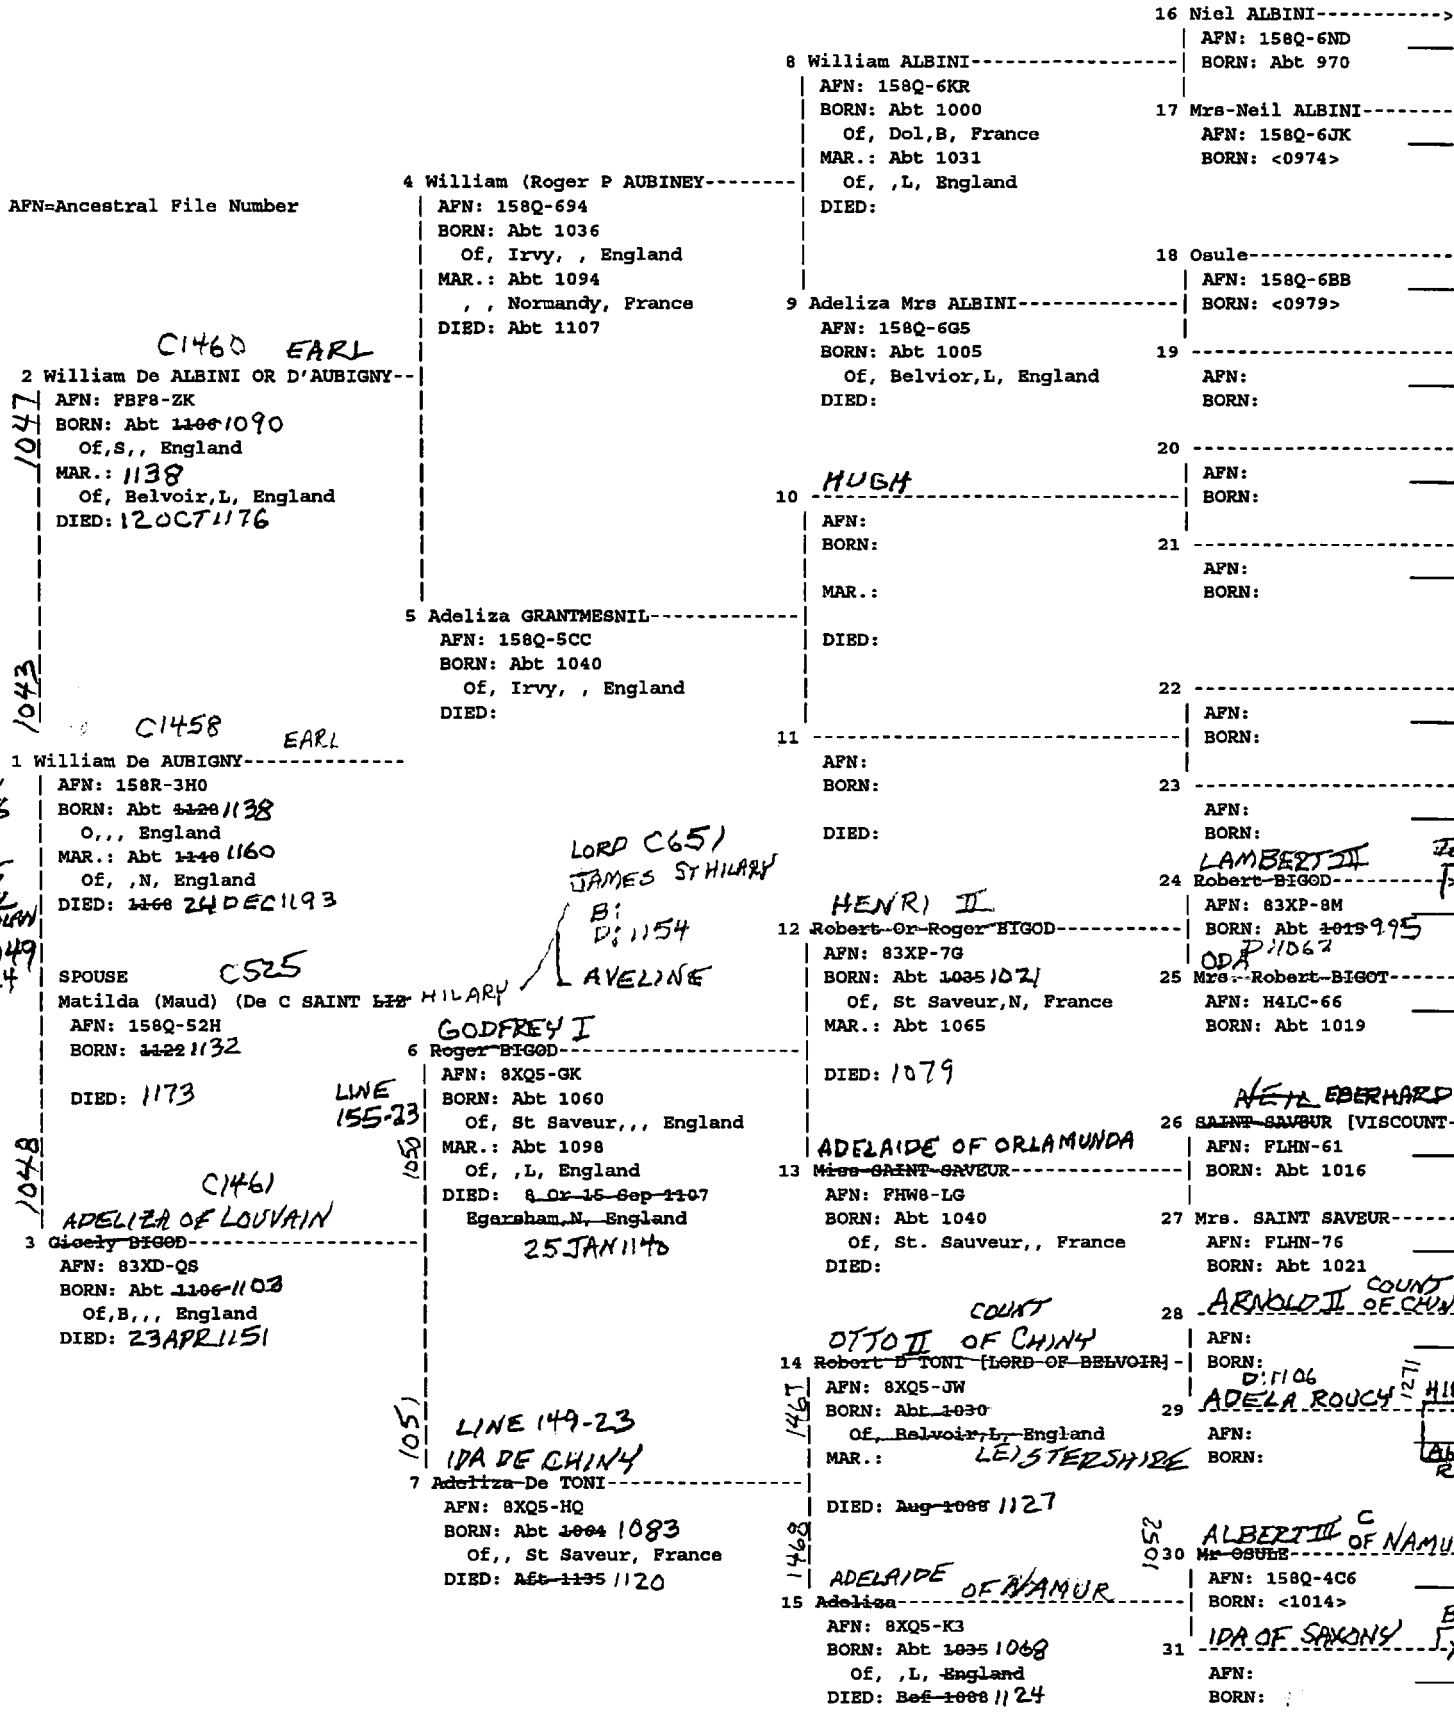 AFN=Ancestral File Number
C1460 EARL
2 William De ALBINI OR D'AUBIGNY--
AFN: FBF8-ZK
BORN: Abt 1106 1090
Of,S,, England
MAR.: 1138
Of, Belvoir,L, England
DIED: 12 OCT 1176
1047
1043
C1458 EARL
1 William De AUBIGNY-------------
AFN: 158R-3H0
BORN: Abt 1128 1138
O,,, England
MAR.: Abt 1148 1160
Of, ,N, England
DIED: 1168 24 DEC 1193
SPOUSE C525
Matilda (Maud) (De C SAINT LIZ HILARY
AFN: 158Q-52H
BORN: 1122 1132
DIED: 1173
LORD C651
JAMES ST HILARY
B:
D: 1154
AVELINE
1048
C1461
ADELIZA OF LOUVAIN
3 Cicely BIGOD--------------------
AFN: 83XD-QS
BORN: Abt 1106 1103
Of,B,,, England
DIED: 23 APR 1151
4 William (Roger P AUBINEY--------
AFN: 158Q-694
BORN: Abt 1036
Of, Irvy, , England
MAR.: Abt 1094
, , Normandy, France
DIED: Abt 1107
5 Adeliza GRANTMESNIL-------------
AFN: 158Q-5CC
BORN: Abt 1040
Of, Irvy, , England
DIED:
LINE
155-23
1050
GODFREY I
6 Roger BIGOD---------------------
AFN: 8XQ5-GK
BORN: Abt 1060
Of, St Saveur,,, England
MAR.: Abt 1098
Of, ,L, England
DIED: 8 Or 15 Sep 1107
Egersham,N, England
25 JAN 1140
1051
LINE 149-23
IDA DE CHINY
7 Adeliza De TONI-----------------
AFN: 8XQ5-HQ
BORN: Abt 1064 1083
Of,, St Saveur, France
DIED: Aft 1135 1120
8 William ALBINI------------------
AFN: 158Q-6KR
BORN: Abt 1000
Of, Dol,B, France
MAR.: Abt 1031
Of, ,L, England
DIED:
9 Adeliza Mrs ALBINI--------------
AFN: 158Q-6G5
BORN: Abt 1005
Of, Belvior,L, England
DIED:
HUGH
10 --------------------------------
AFN:
BORN:
MAR.:
DIED:
11 --------------------------------
AFN:
BORN:
DIED:
HENRI II
12 Robert Or Roger BIGOD-----------
AFN: 83XP-7G
BORN: Abt 1035 1021
Of, St Saveur,N, France
MAR.: Abt 1065
DIED: 1079
ADELAIDE OF ORLAMUNDA
13 Miss SAINT SAVEUR---------------
AFN: FHW8-LG
BORN: Abt 1040
Of, St. Sauveur,, France
DIED:
COUNT
OTTO II OF CHINY
14 Robert D TONI [LORD OF BELVOIR]-
AFN: 8XQ5-JW
BORN: Abt 1030
Of, Belvoir,L, England
MAR.: LEISTERSHIRE
DIED: Aug 1088 1127
1467
1468
ADELAIDE OF NAMUR
15 Adeliza-------------------------
AFN: 8XQ5-K3
BORN: Abt 1035 1068
Of, ,L, England
DIED: Bef 1088 1124
16 Niel ALBINI----------->
AFN: 158Q-6ND
BORN: Abt 970
17 Mrs-Neil ALBINI--------
AFN: 158Q-6JK
BORN: <0974>
18 Osule------------------
AFN: 158Q-6BB
BORN: <0979>
19 -----------------------
AFN:
BORN:
20 -----------------------
AFN:
BORN:
21 -----------------------
AFN:
BORN:
22 -----------------------
AFN:
BORN:
23 -----------------------
AFN:
BORN:
LAMBERT II
24 Robert BIGOD----------->
AFN: 83XP-8M
BORN: Abt 1015 995
D: 1062
ODA
25 Mrs. Robert BIGOT------
AFN: H4LC-66
BORN: Abt 1019
NEIL EBERHARD
26 SAINT SAVEUR [VISCOUNT-
AFN: FLHN-61
BORN: Abt 1016
27 Mrs. SAINT SAVEUR-----
AFN: FLHN-76
BORN: Abt 1021
COUNT
28 ARNOLD II OF CHIN
AFN:
BORN:
D: 1106
1271
29 ADELA ROUCY
AFN:
BORN:
1052
ALBERT III C OF NAMU
30 Mr OSULE---------------
AFN: 158Q-4C6
BORN: <1014>
31 IDA OF SAXONY
AFN:
BORN: